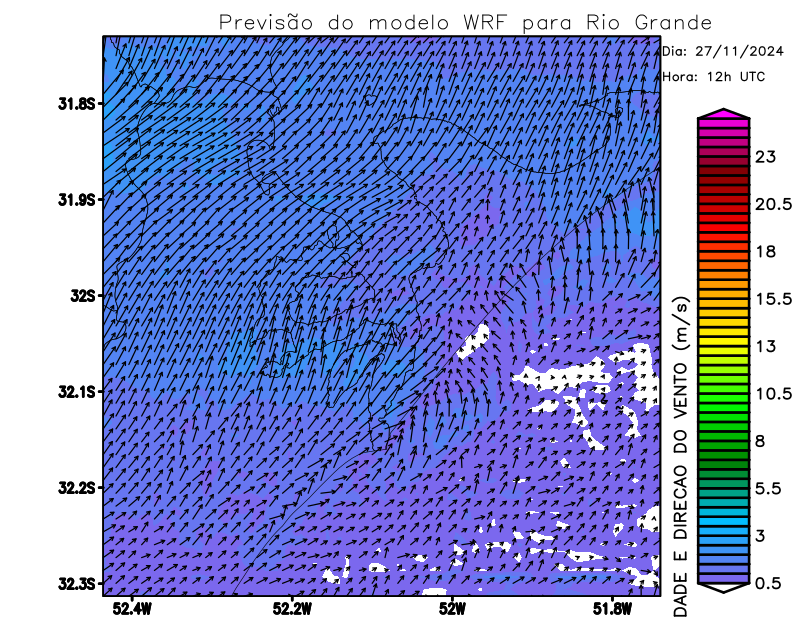 Previsão do modelo WRF para Rio Grande
Dia: 27/11/2024
Hora: 12h UTC
31.8S
31.9S
32S
32.1S
32.2S
32.3S
52.4W
52.2W
52W
51.8W
23
20.5
18
15.5
13
10.5
8
5.5
3
0.5
DADE E DIRECAO DO VENTO (m/s)